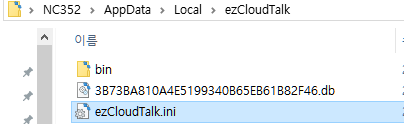 NC352 > AppData > Local > ezCloudTalk
이름
bin
3B73BA810A4E5199340B65EB61B82F46.db
ezCloudTalk.ini